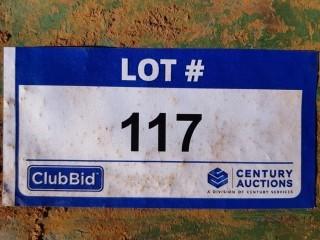 LOT #
117
ClubBid
CENTURY
AUCTIONS
A DIVISION OF CENTURY SERVICES